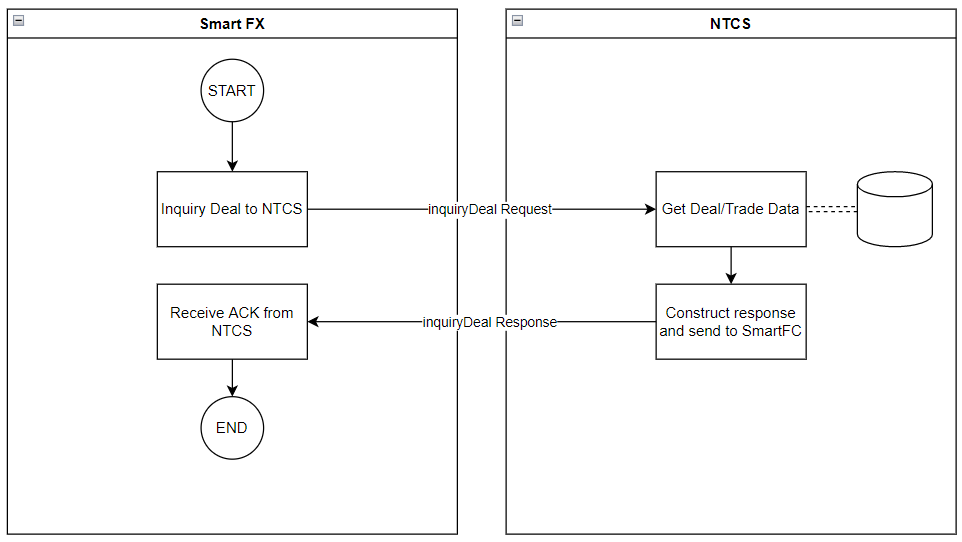 Smart FX
NTCS
START
Inquiry Deal to NTCS
inquiryDeal Request
Get Deal/Trade Data
Receive ACK from
NTCS
inquiryDeal Response
Construct response
and send to SmartFC
END